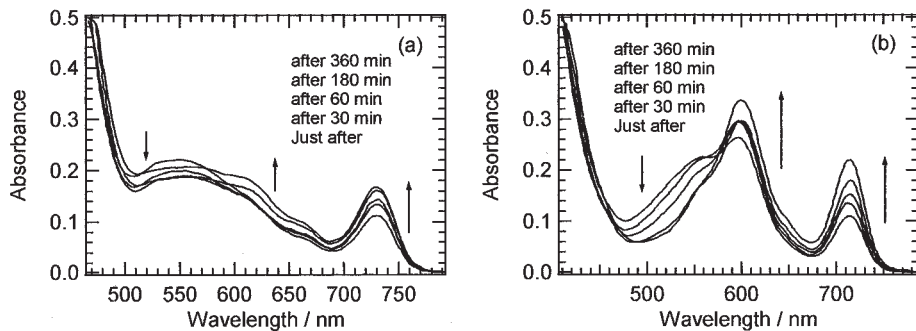 (a)
after 360 min
after 180 min
after 60 min
after 30 min
Just after
0.5
0.4
0.3
0.2
0.1
0.0
Absorbance
500 550 600 650 700 750
Wavelength / nm
(b)
after 360 min
after 180 min
after 60 min
after 30 min
Just after
0.5
0.4
0.3
0.2
0.1
0.0
Absorbance
500 600 700
Wavelength / nm